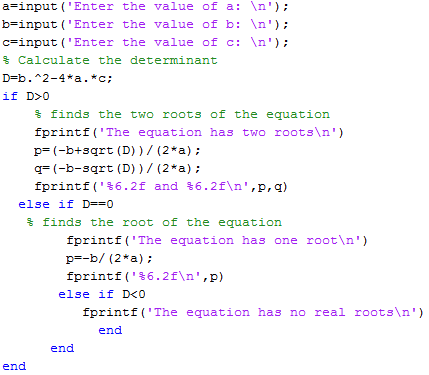 a=input('Enter the value of a: \n');
b=input('Enter the value of b: \n');
c=input('Enter the value of c: \n');
% Calculate the determinant
D=b.^2-4*a.*c;
if D>0
% finds the two roots of the equation
fprintf('The equation has two roots\n')
p=(-b+sqrt(D))/(2*a);
q=(-b-sqrt(D))/(2*a);
fprintf('%6.2f and %6.2f\n',p,q)
else if D==0
% finds the root of the equation
fprintf('The equation has one root\n')
p=-b/(2*a);
fprintf('%6.2f\n',p)
else if D<0
fprintf('The equation has no real roots\n')
end
end
end